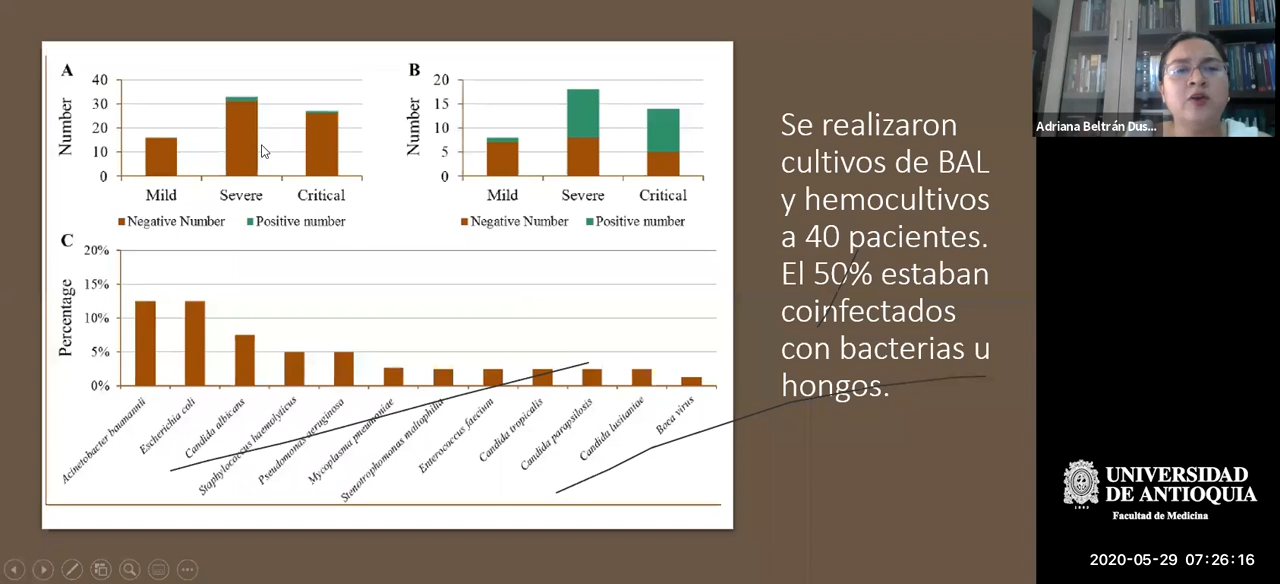 A
40
30
20
10
0
Number
Mild Severe Critical
Negative Number Positive number
B
20
15
10
5
0
Number
Mild Severe Critical
Negative Number Positive number
C
20%
15%
10%
5%
0%
Percentage
Acinetobacter baumannii
Escherichia coli
Candida albicans
Staphylococcus haemolyticus
Pseudomonas aeruginosa
Mycoplasma pneumoniae
Stenotrophomonas maltophilia
Enterococcus faecium
Candida tropicalis
Candida parapsilosis
Candida lusitaniae
Boca virus
Se realizaron
cultivos de BAL
y hemocultivos
a 40 pacientes.
El 50% estaban
coinfectados
con bacterias u
hongos.
Adriana Beltrán Dus...
UNIVERSIDAD
DE ANTIOQUIA
Facultad de Medicina
1803
2020-05-29 07:26:16